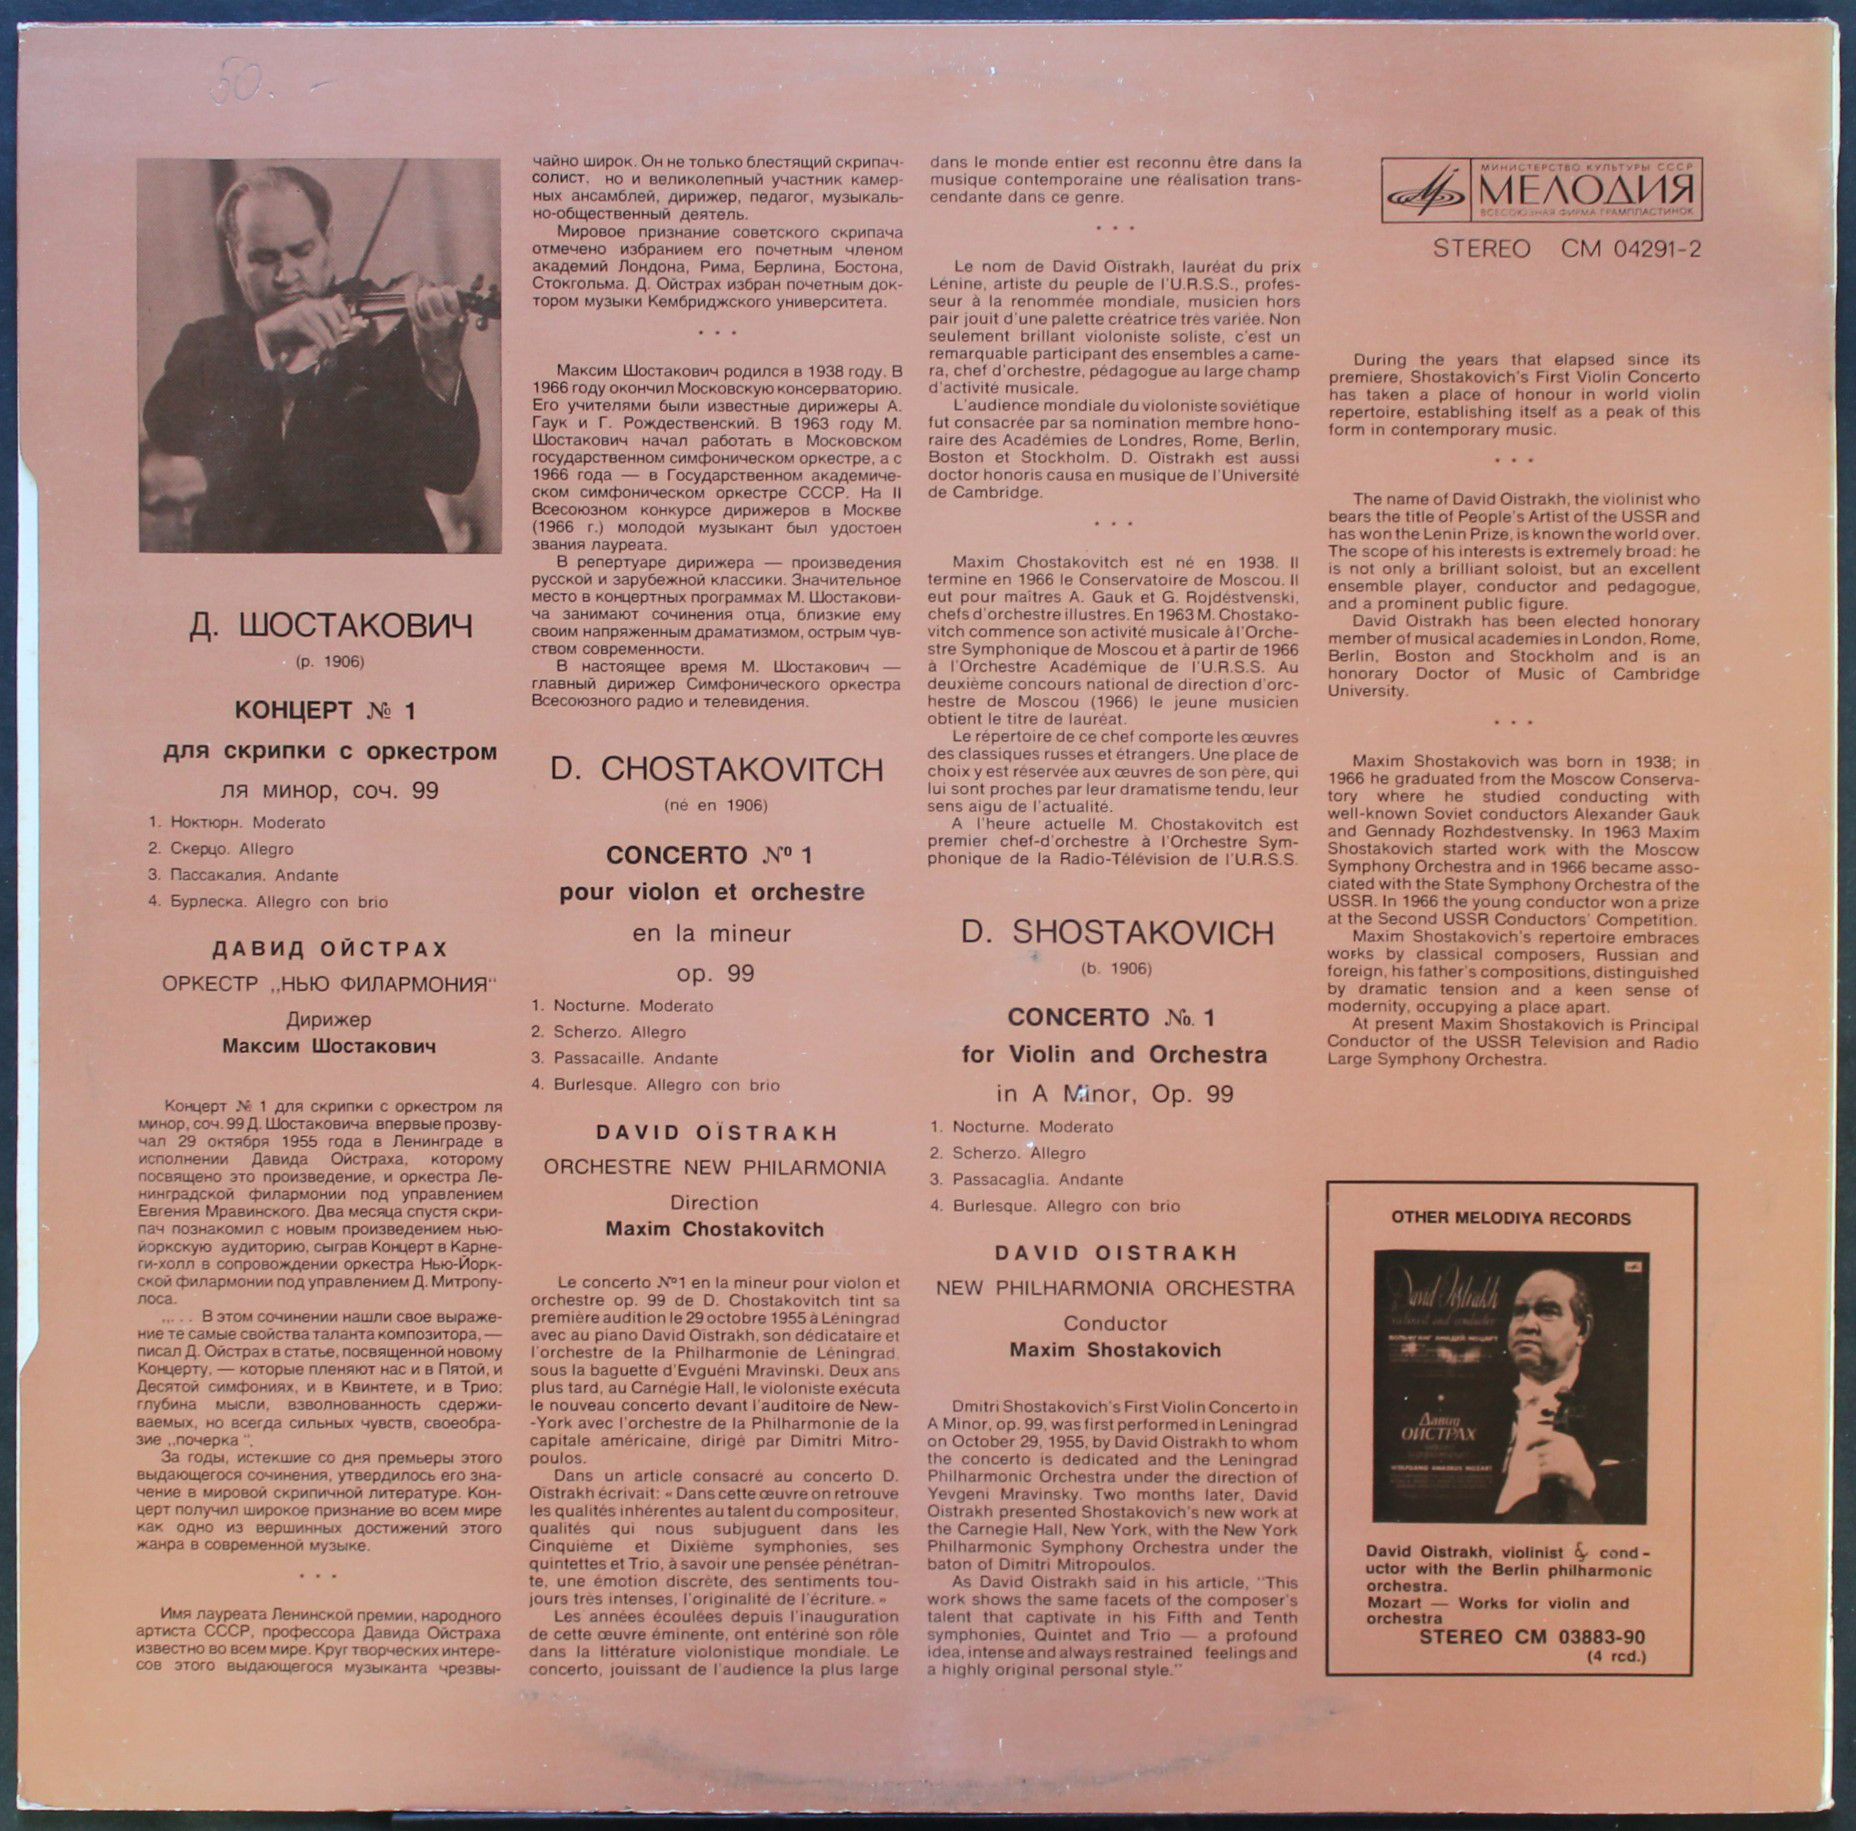 50. –
Д. ШОСТАКОВИЧ
(р. 1906)
КОНЦЕРТ № 1
для скрипки с оркестром
ля минор, соч. 99
1. Ноктюрн. Moderato
2. Скерцо. Allegro
3. Пассакалия. Andante
4. Бурлеска. Allegro con brio
ДАВИД ОЙСТРАХ
ОРКЕСТР „НЬЮ ФИЛАРМОНИЯ“
Дирижер
Максим Шостакович
Концерт № 1 для скрипки с оркестром ля
минор, соч. 99 Д. Шостаковича впервые прозву-
чал 29 октября 1955 года в Ленинграде в
исполнении Давида Ойстраха, которому
посвящено это произведение, и оркестра Ле-
нинградской филармонии под управлением
Евгения Мравинского. Два месяца спустя скри-
пач познакомил с новым произведением нью-
йоркскую аудиторию, сыграв Концерт в Карне-
ги-холл в сопровождении оркестра Нью-Йорк-
ской филармонии под управлением Д. Митропу-
лоса.
„. . . В этом сочинении нашли свое выраже-
ние те самые свойства таланта композитора, —
писал Д. Ойстрах в статье, посвященной новому
Концерту, — которые пленяют нас и в Пятой, и
Десятой симфониях, и в Квинтете, и в Трио:
глубина мысли, взволнованность сдержи-
ваемых, но всегда сильных чувств, своеобра-
зие „почерка“.
За годы, истекшие со дня премьеры этого
выдающегося сочинения, утвердилось его зна-
чение в мировой скрипичной литературе. Кон-
церт получил широкое признание во всем мире
как одно из вершинных достижений этого
жанра в современной музыке.
* * *
Имя лауреата Ленинской премии, народного
артиста СССР, профессора Давида Ойстраха
известно во всем мире. Круг творческих интере-
сов этого выдающегося музыканта чрезвы-
чайно широк. Он не только блестящий скрипач-
солист, но и великолепный участник камер-
ных ансамблей, дирижер, педагог, музыкаль-
но-общественный деятель.
Мировое признание советского скрипача
отмечено избранием его почетным членом
академий Лондона, Рима, Берлина, Бостона,
Стокгольма. Д. Ойстрах избран почетным док-
тором музыки Кембриджского университета.
* * *
Максим Шостакович родился в 1938 году. В
1966 году окончил Московскую консерваторию.
Его учителями были известные дирижеры А.
Гаук и Г. Рождественский. В 1963 году М.
Шостакович начал работать в Московском
государственном симфоническом оркестре, а с
1966 года — в Государственном академиче-
ском симфоническом оркестре СССР. На II
Всесоюзном конкурсе дирижеров в Москве
(1966 г.) молодой музыкант был удостоен
звания лауреата.
В репертуаре дирижера — произведения
русской и зарубежной классики. Значительное
место в концертных программах М. Шостакови-
ча занимают сочинения отца, близкие ему
своим напряженным драматизмом, острым чув-
ством современности.
В настоящее время М. Шостакович —
главный дирижер Симфонического оркестра
Всесоюзного радио и телевидения.
D. CHOSTAKOVITCH
(né en 1906)
CONCERTO № 1
pour violon et orchestre
en la mineur
op. 99
1. Nocturne. Moderato
2. Scherzo. Allegro
3. Passacaille. Andante
4. Burlesque. Allegro con brio
DAVID OÏSTRAKH
ORCHESTRE NEW PHILARMONIA
Direction
Maxim Chostakovitch
Le concerto №1 en la mineur pour violon et
orchestre op. 99 de D. Chostakovitch tint sa
première audition le 29 octobre 1955 à Léningrad
avec au piano David Oïstrakh, son dédicataire et
l'orchestre de la Philharmonie de Léningrad
sous la baguette d'Evguéni Mravinski. Deux ans
plus tard, au Carnégie Hall, le violoniste exécuta
le nouveau concerto devant l'auditoire de New-
-York avec l'orchestre de la Philharmonie de la
capitale américaine, dirigé par Dimitri Mitro-
poulos.
Dans un article consacré au concerto D.
Oïstrakh écrivait: « Dans cette œuvre on retrouve
les qualités inhérentes au talent du compositeur,
qualités qui nous subjuguent dans les
Cinquième et Dixième symphonies, ses
quintettes et Trio, à savoir une pensée pénétran-
te, une émotion discrète, des sentiments tou-
jours très intenses, l'originalité de l'écriture. »
Les années écoulées depuis l'inauguration
de cette œuvre éminente, ont entériné son rôle
dans la littérature violonistique mondiale. Le
concerto, jouissant de l'audience la plus large
dans le monde entier est reconnu être dans la
musique contemporaine une réalisation trans-
cendante dans ce genre.
* * *
Le nom de David Oïstrakh, lauréat du prix
Lénine, artiste du peuple de l'U.R.S.S., profes-
seur à la renommée mondiale, musicien hors
pair jouit d'une palette créatrice très variée. Non
seulement brillant violoniste soliste, c'est un
remarquable participant des ensembles a came-
ra, chef d'orchestre, pédagogue au large champ
d'activité musicale.
L'audience mondiale du violoniste soviétique
fut consacrée par sa nomination membre hono-
raire des Académies de Londres, Rome, Berlin,
Boston et Stockholm. D. Oïstrakh est aussi
doctor honoris causa en musique de l'Université
de Cambridge.
* * *
Maxim Chostakovitch est né en 1938. Il
termine en 1966 le Conservatoire de Moscou. Il
eut pour maîtres A. Gauk et G. Rojdéstvenski,
chefs d'orchestre illustres. En 1963 M. Chostako-
vitch commence son activité musicale à l'Orche-
stre Symphonique de Moscou et à partir de 1966
à l'Orchestre Académique de l'U.R.S.S. Au
deuxième concours national de direction d'orc-
hestre de Moscou (1966) le jeune musicien
obtient le titre de lauréat.
Le répertoire de ce chef comporte les œuvres
des classiques russes et étrangers. Une place de
choix y est réservée aux œuvres de son père, qui
lui sont proches par leur dramatisme tendu, leur
sens aigu de l'actualité.
A l'heure actuelle M. Chostakovitch est
premier chef-d'orchestre à l'Orchestre Sym-
phonique de la Radio-Télévision de l'U.R.S.S.
D. SHOSTAKOVICH
(b. 1906)
CONCERTO №. 1
for Violin and Orchestra
in A Minor, Op. 99
1. Nocturne. Moderato
2. Scherzo. Allegro
3. Passacaglia. Andante
4. Burlesque. Allegro con brio
DAVID OISTRAKH
NEW PHILHARMONIA ORCHESTRA
Conductor
Maxim Shostakovich
Dmitri Shostakovich's First Violin Concerto in
A Minor, op. 99, was first performed in Leningrad
on October 29, 1955, by David Oistrakh to whom
the concerto is dedicated and the Leningrad
Philharmonic Orchestra under the direction of
Yevgeni Mravinsky. Two months later, David
Oistrakh presented Shostakovich's new work at
the Carnegie Hall, New York, with the New York
Philharmonic Symphony Orchestra under the
baton of Dimitri Mitropoulos.
As David Oistrakh said in his article, "This
work shows the same facets of the composer's
talent that captivate in his Fifth and Tenth
symphonies, Quintet and Trio — a profound
idea, intense and always restrained feelings and
a highly original personal style."
МИНИСТЕРСТВО КУЛЬТУРЫ СССР
МЕЛОДИЯ
ВСЕСОЮЗНАЯ ФИРМА ГРАМПЛАСТИНОК
STEREO CM 04291-2
During the years that elapsed since its
premiere, Shostakovich's First Violin Concerto
has taken a place of honour in world violin
repertoire, establishing itself as a peak of this
form in contemporary music.
* * *
The name of David Oistrakh, the violinist who
bears the title of People's Artist of the USSR and
has won the Lenin Prize, is known the world over.
The scope of his interests is extremely broad: he
is not only a brilliant soloist, but an excellent
ensemble player, conductor and pedagogue,
and a prominent public figure.
David Oistrakh has been elected honorary
member of musical academies in London, Rome,
Berlin, Boston and Stockholm and is an
honorary Doctor of Music of Cambridge
University.
* * *
Maxim Shostakovich was born in 1938; in
1966 he graduated from the Moscow Conserva-
tory where he studied conducting with
well-known Soviet conductors Alexander Gauk
and Gennady Rozhdestvensky. In 1963 Maxim
Shostakovich started work with the Moscow
Symphony Orchestra and in 1966 became asso-
ciated with the State Symphony Orchestra of the
USSR. In 1966 the young conductor won a prize
at the Second USSR Conductors' Competition.
Maxim Shostakovich's repertoire embraces
works by classical composers, Russian and
foreign, his father's compositions, distinguished
by dramatic tension and a keen sense of
modernity, occupying a place apart.
At present Maxim Shostakovich is Principal
Conductor of the USSR Television and Radio
Large Symphony Orchestra.
OTHER MELODIYA RECORDS
David Oistrakh
violinist and conductor
ВОЛЬФГАНГ АМАДЕЙ МОЦАРТ
Давид
ОЙСТРАХ
WOLFGANG AMADEUS MOZART
David Oistrakh, violinist & cond-
uctor with the Berlin philharmonic
orchestra.
Mozart — Works for violin and
orchestra
STEREO CM 03883-90
(4 rcd.)